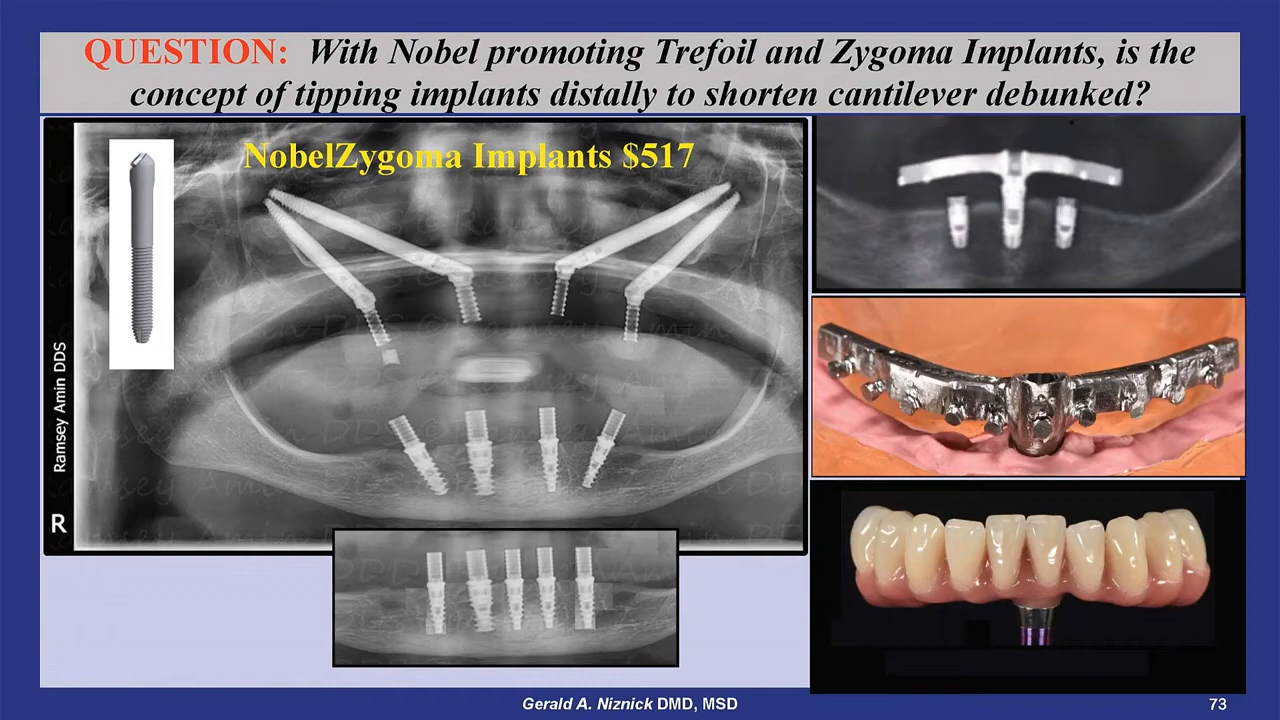 QUESTION: With Nobel promoting Trefoil and Zygoma Implants, is the
concept of tipping implants distally to shorten cantilever debunked?
NobelZygoma Implants $517
Ramsey Amin DDS
R
Gerald A. Niznick DMD, MSD
73